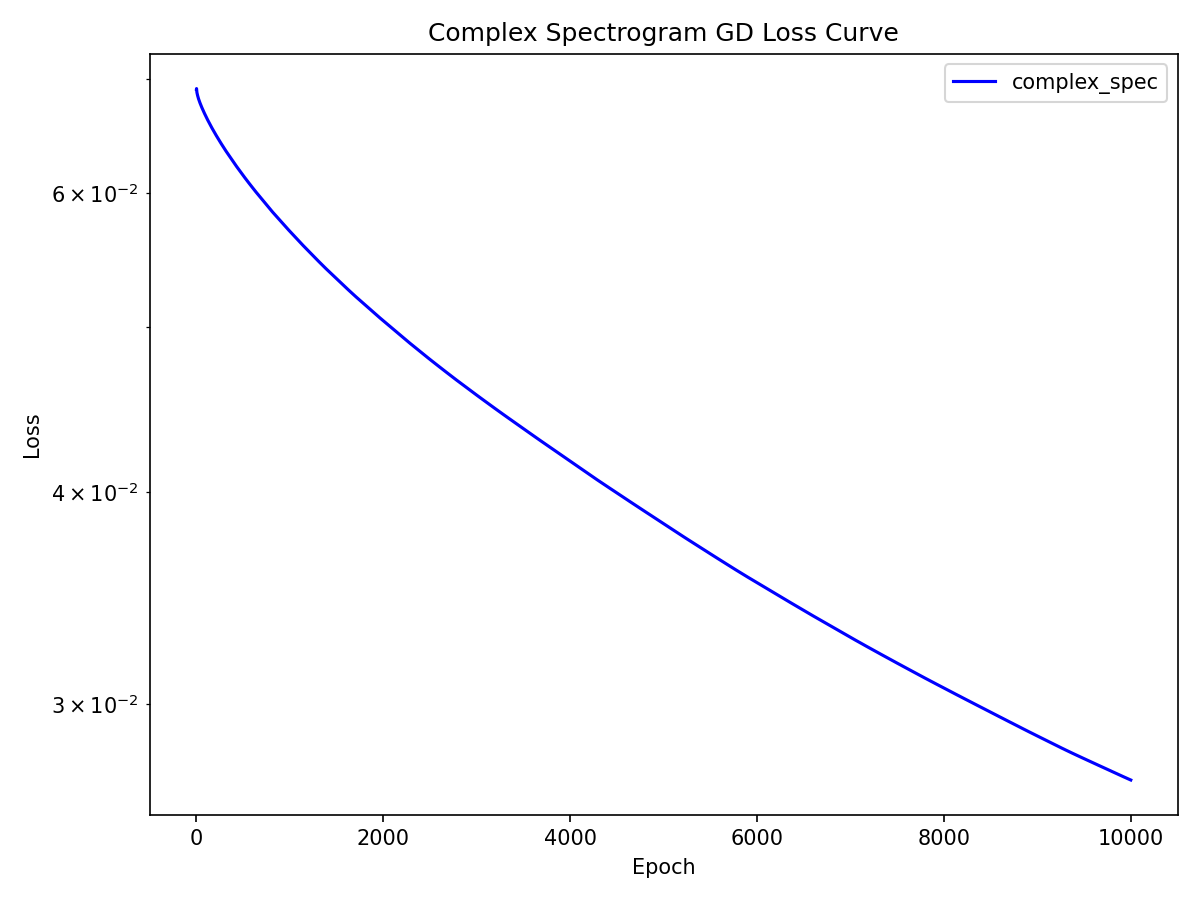 Complex Spectrogram GD Loss Curve
complex_spec
6 × 10⁻²
4 × 10⁻²
3 × 10⁻²
Loss
0 2000 4000 6000 8000 10000
Epoch